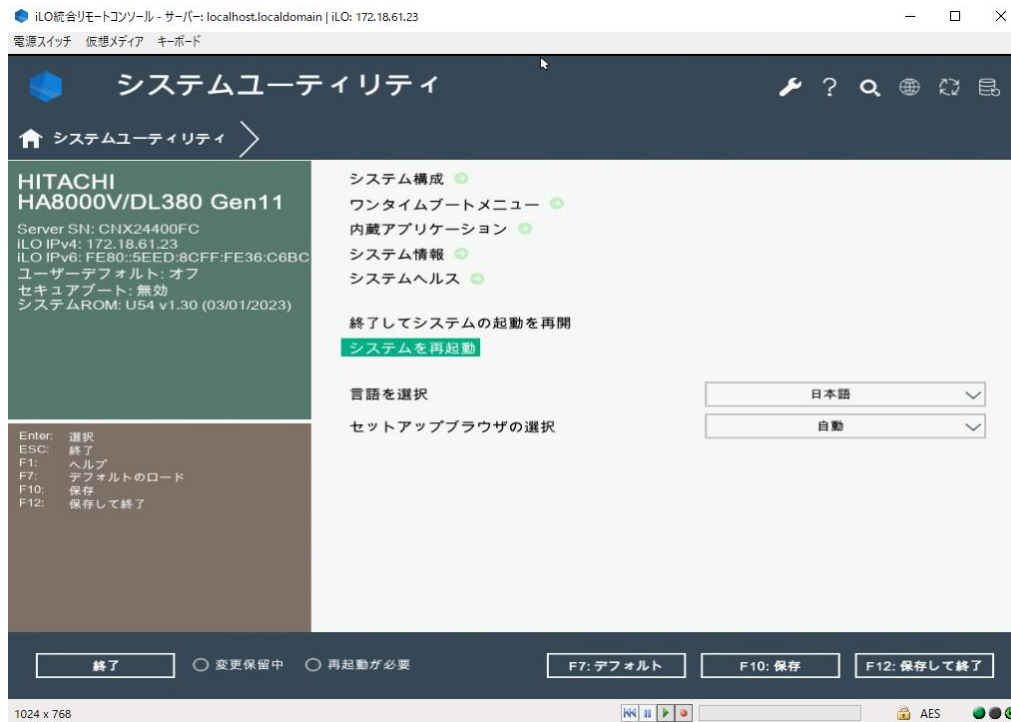 iLO統合リモートコンソール - サーバー: localhost.localdomain | iLO: 172.18.61.23
電源スイッチ 仮想メディア キーボード
システムユーティリティ
システムユーティリティ
HITACHI
HA8000V/DL380 Gen11
Server SN: CNX24400FC
iLO IPv4: 172.18.61.23
iLO IPv6: FE80::5EED:8CFF:FE36:C6BC
ユーザーデフォルト: オフ
セキュアブート: 無効
システムROM: U54 v1.30 (03/01/2023)
システム構成
ワンタイムブートメニュー
内蔵アプリケーション
システム情報
システムヘルス
終了してシステムの起動を再開
システムを再起動
言語を選択 日本語
セットアップブラウザの選択 自動
Enter: 選択
ESC: 終了
F1: ヘルプ
F7: デフォルトのロード
F10: 保存
F12: 保存して終了
終了 変更保留中 再起動が必要 F7: デフォルト F10: 保存 F12: 保存して終了
1024 x 768 AES